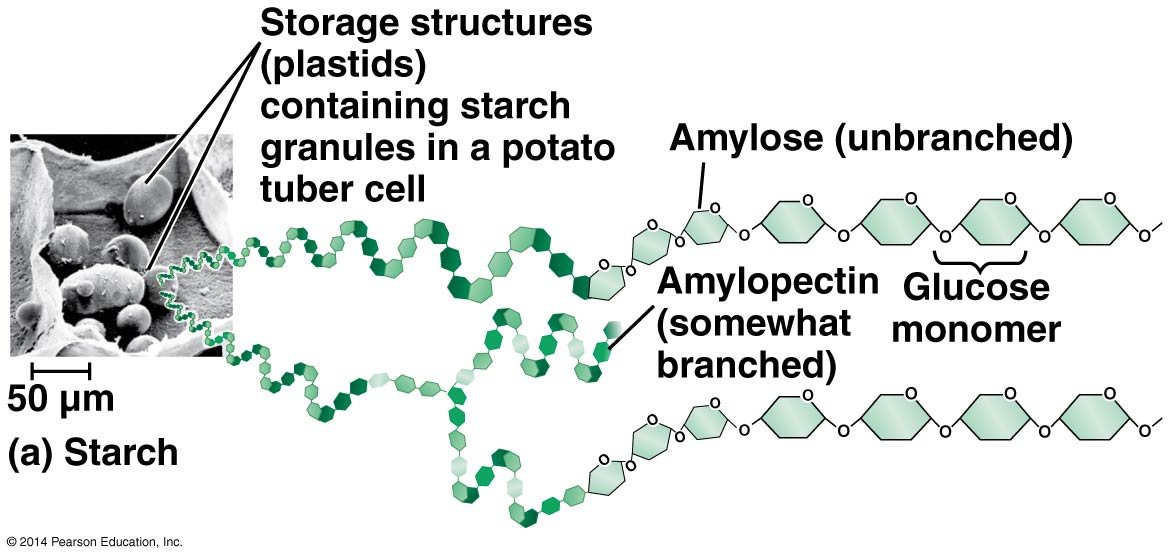 Storage structures
(plastids)
containing starch
granules in a potato
tuber cell
Amylose (unbranched)
O
O
O
O
O
O
O
O
O
O
O
O
Amylopectin
(somewhat
branched)
Glucose
monomer
50 µm
(a) Starch
O
O
O
O
O
O
O
O
O
O
O
O
© 2014 Pearson Education, Inc.